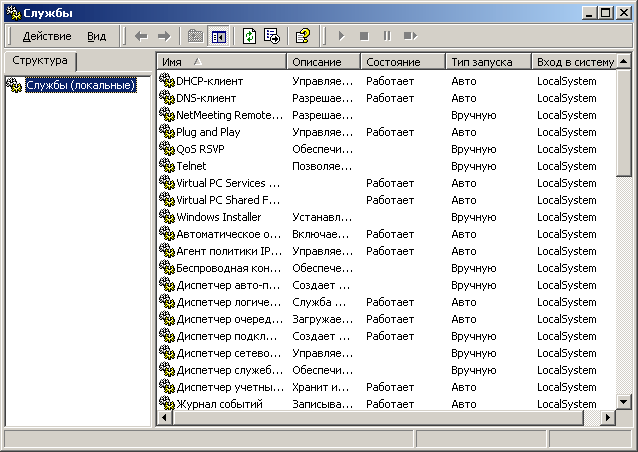 Службы
Действие Вид
Структура
Службы (локальные)
Имя Описание Состояние Тип запуска Вход в систему
DHCP-клиент Управляе... Работает Авто LocalSystem
DNS-клиент Разрешае... Работает Авто LocalSystem
NetMeeting Remote... Разрешае... Вручную LocalSystem
Plug and Play Управляе... Работает Авто LocalSystem
QoS RSVP Обеспечи... Вручную LocalSystem
Telnet Позволяе... Вручную LocalSystem
Virtual PC Services ... Работает Авто LocalSystem
Virtual PC Shared F... Работает Авто LocalSystem
Windows Installer Устанавл... Вручную LocalSystem
Автоматическое о... Включае... Работает Авто LocalSystem
Агент политики IP... Управляе... Работает Авто LocalSystem
Беспроводная кон... Обеспече... Вручную LocalSystem
Диспетчер авто-п... Создает ... Вручную LocalSystem
Диспетчер логиче... Служба ... Работает Авто LocalSystem
Диспетчер очеред... Загружае... Работает Авто LocalSystem
Диспетчер подкл... Создает ... Работает Вручную LocalSystem
Диспетчер сетево... Управляе... Вручную LocalSystem
Диспетчер служеб... Обеспечи... Вручную LocalSystem
Диспетчер учетны... Хранит и... Работает Авто LocalSystem
Журнал событий Записыва... Работает Авто LocalSystem